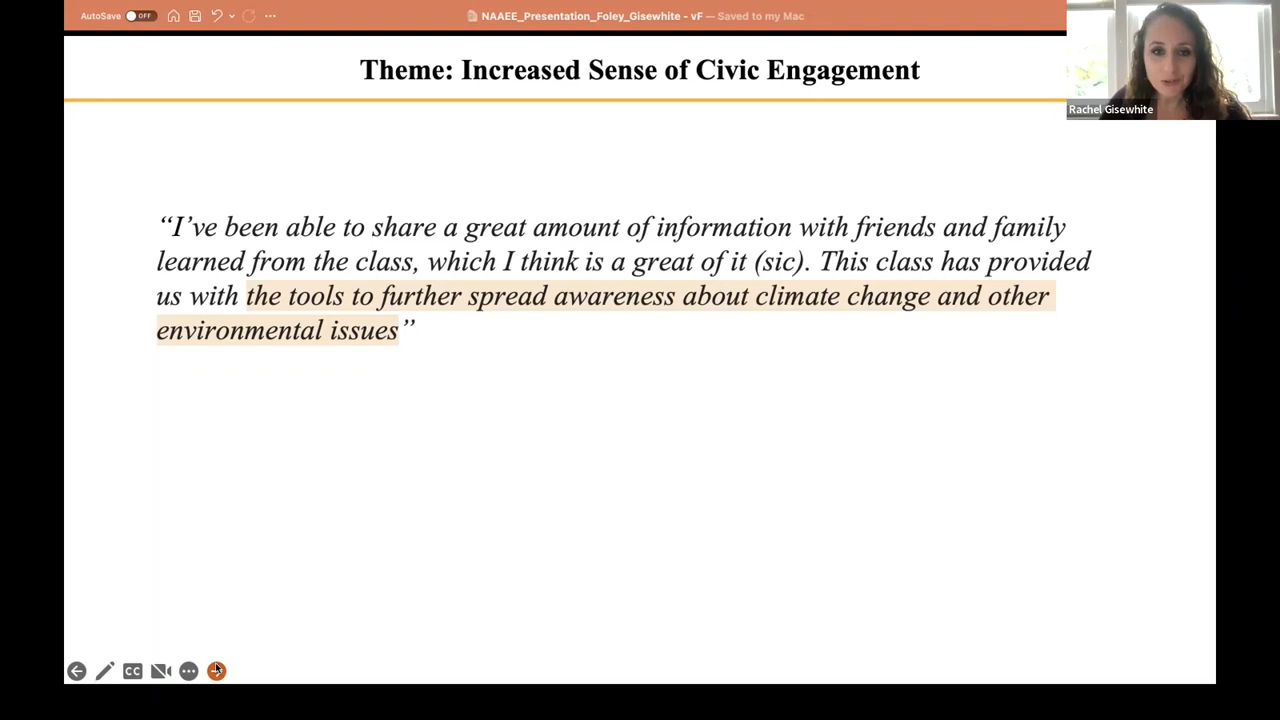 AutoSave OFF
NAAEE_Presentation_Foley_Gisewhite - vF — Saved to my Mac
Theme: Increased Sense of Civic Engagement
Rachel Gisewhite
“I’ve been able to share a great amount of information with friends and family
learned from the class, which I think is a great of it (sic). This class has provided
us with the tools to further spread awareness about climate change and other
environmental issues”
CC